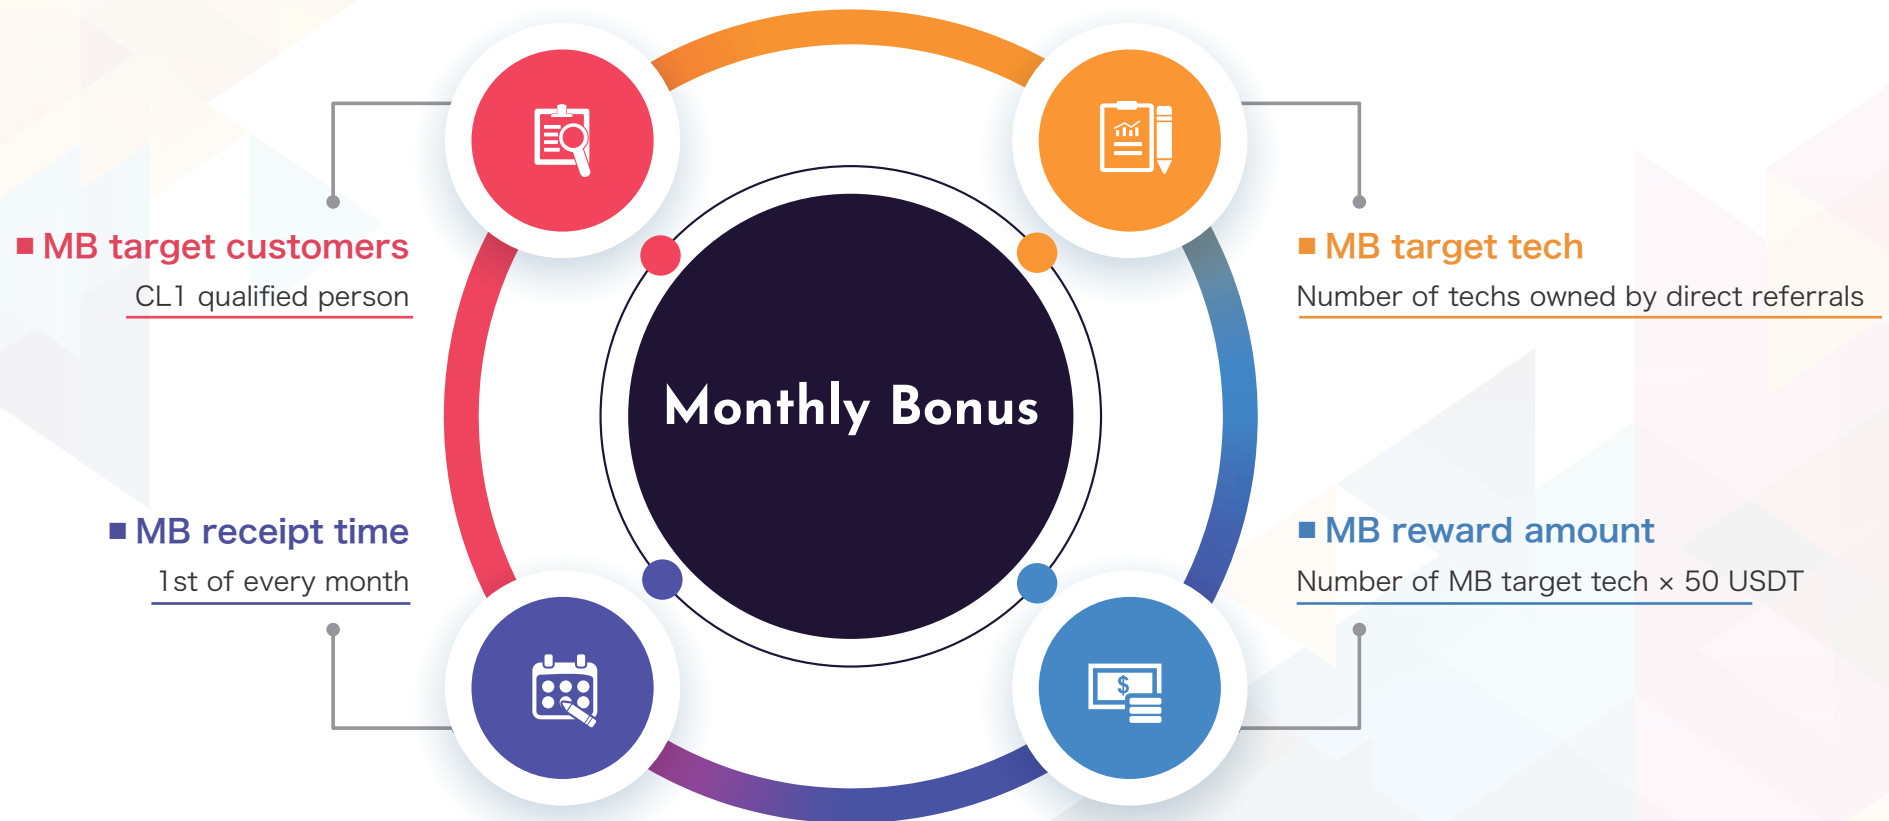 ■ MB target customers
CL1 qualified person
■ MB target tech
Number of techs owned by direct referrals
Monthly Bonus
■ MB receipt time
1st of every month
■ MB reward amount
Number of MB target tech × 50 USDT
$